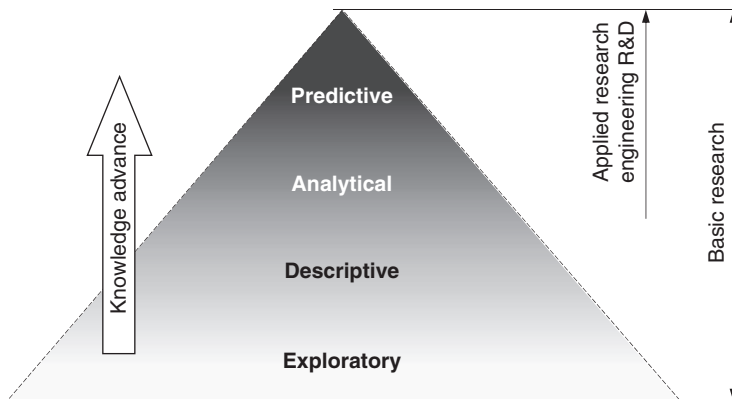 Predictive
Analytical
Descriptive
Exploratory
Knowledge advance
Applied research
engineering R&D
Basic research